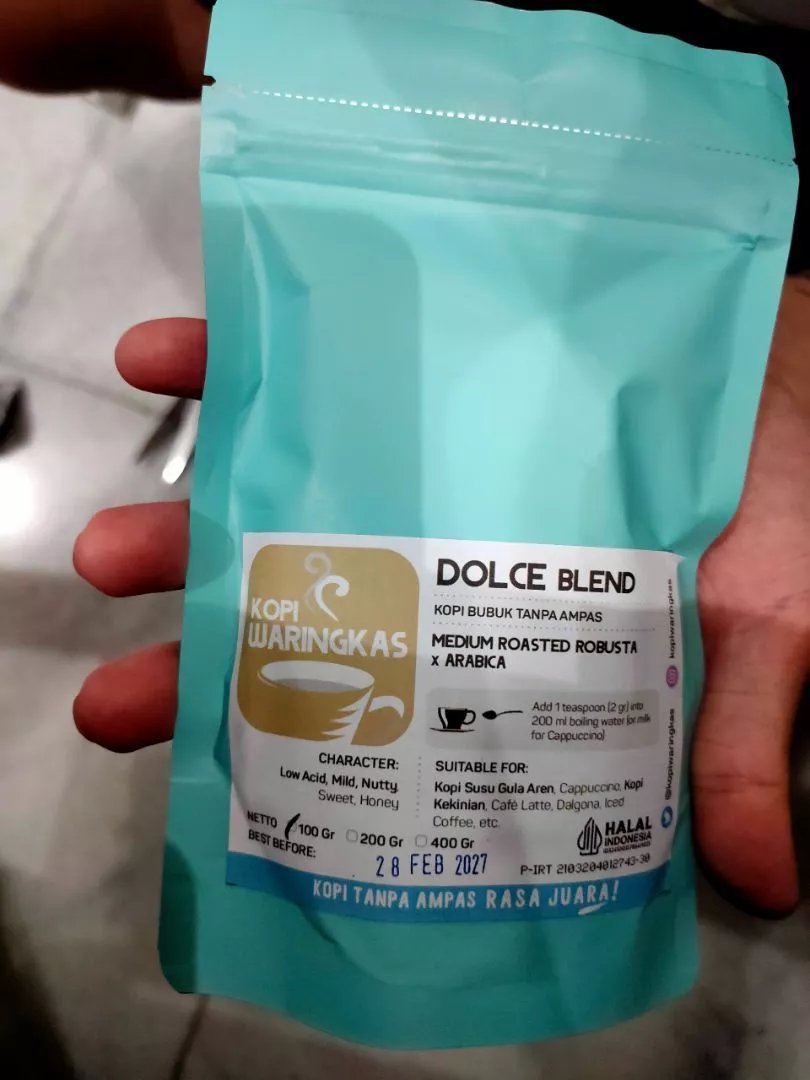 KOPI
WARINGKAS
DOLCE BLEND
KOPI BUBUK TANPA AMPAS
MEDIUM ROASTED ROBUSTA
x ARABICA
Add 1 teaspoon (2 gr) into
200 ml boiling water (or milk
for Cappuccino)
CHARACTER:
Low Acid, Mild, Nutty
Sweet, Honey
SUITABLE FOR:
Kopi Susu Gula Aren, Cappuccino, Kopi
Kekinian, Café Latte, Dalgona, Iced
Coffee, etc.
NETTO 100 Gr 200 Gr 400 Gr
BEST BEFORE:
28 FEB 2027
HALAL
INDONESIA
P-IRT 2103204012743-30
KOPI TANPA AMPAS RASA JUARA!
kopiwaringkas
@kopiwaringkas